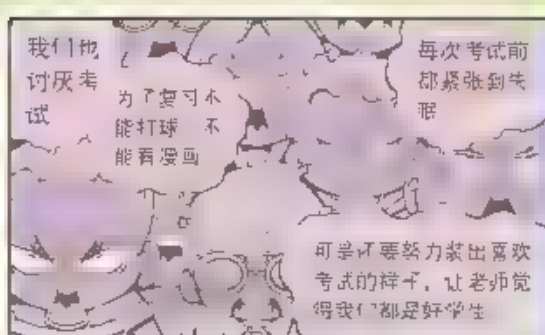 我们也
讨厌考
试
为了复习不
能打球 不
能看漫画
每次考试前
都紧张到失
眠
可是还要努力装出喜欢
考试的样子，让老师觉
得我们都是好学生